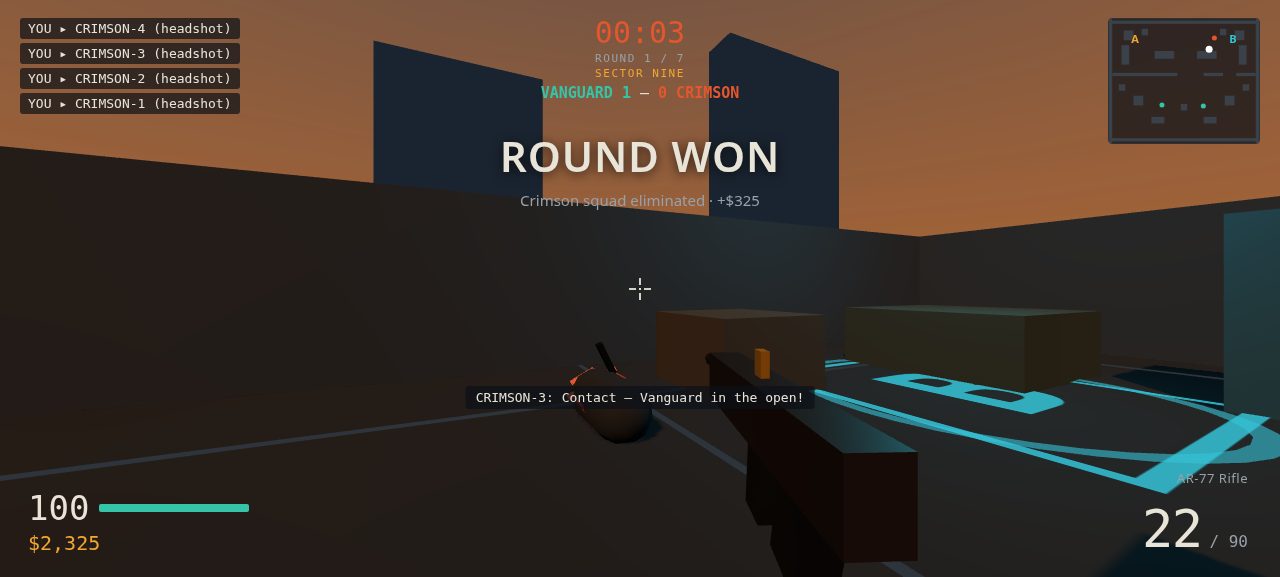 YOU ▸ CRIMSON-4 (headshot)
YOU ▸ CRIMSON-3 (headshot)
YOU ▸ CRIMSON-2 (headshot)
YOU ▸ CRIMSON-1 (headshot)
00:03
ROUND 1 / 7
SECTOR NINE
VANGUARD 1 — 0 CRIMSON
A
B
ROUND WON
Crimson squad eliminated · +$325
CRIMSON-3: Contact — Vanguard in the open!
B
100
$2,325
AR-77 Rifle
22 / 90